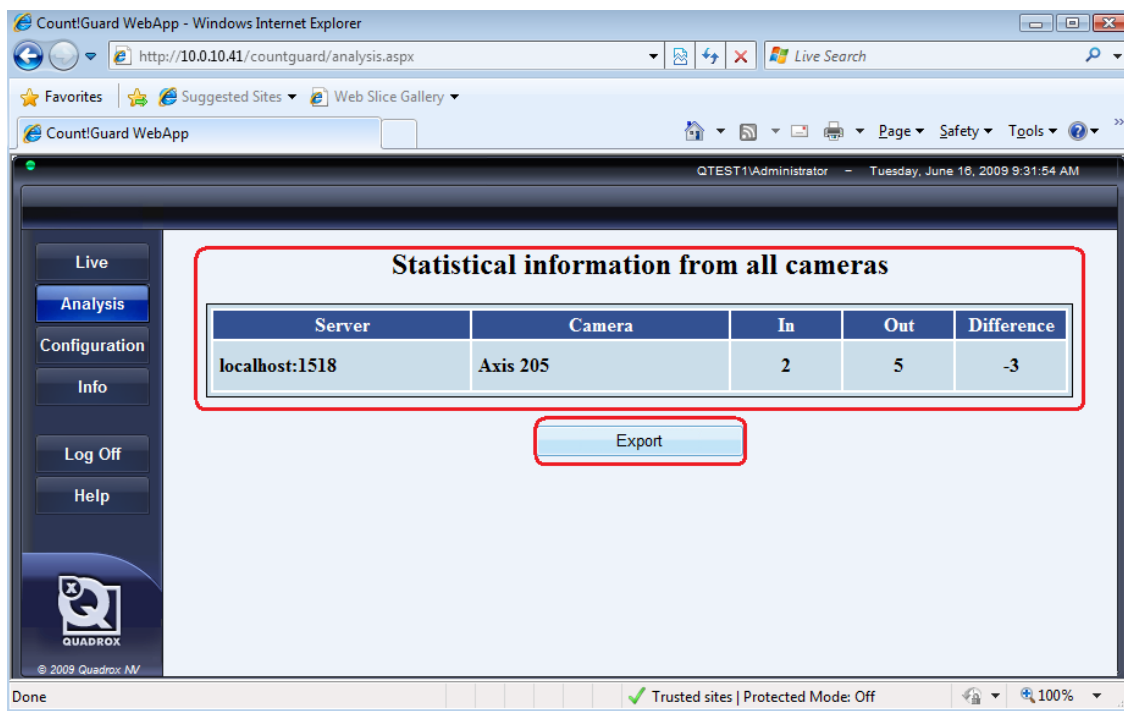 Count!Guard WebApp - Windows Internet Explorer
http://10.0.10.41/countguard/analysis.aspx
Live Search
Favorites
Suggested Sites
Web Slice Gallery
Count!Guard WebApp
Page
Safety
Tools
QTEST1\Administrator – Tuesday, June 16, 2009 9:31:54 AM
Live
Analysis
Configuration
Info
Log Off
Help
Statistical information from all cameras
Server Camera In Out Difference
localhost:1518 Axis 205 2 5 -3
Export
QUADROX
© 2009 Quadrox NV
Done
Trusted sites | Protected Mode: Off
100%